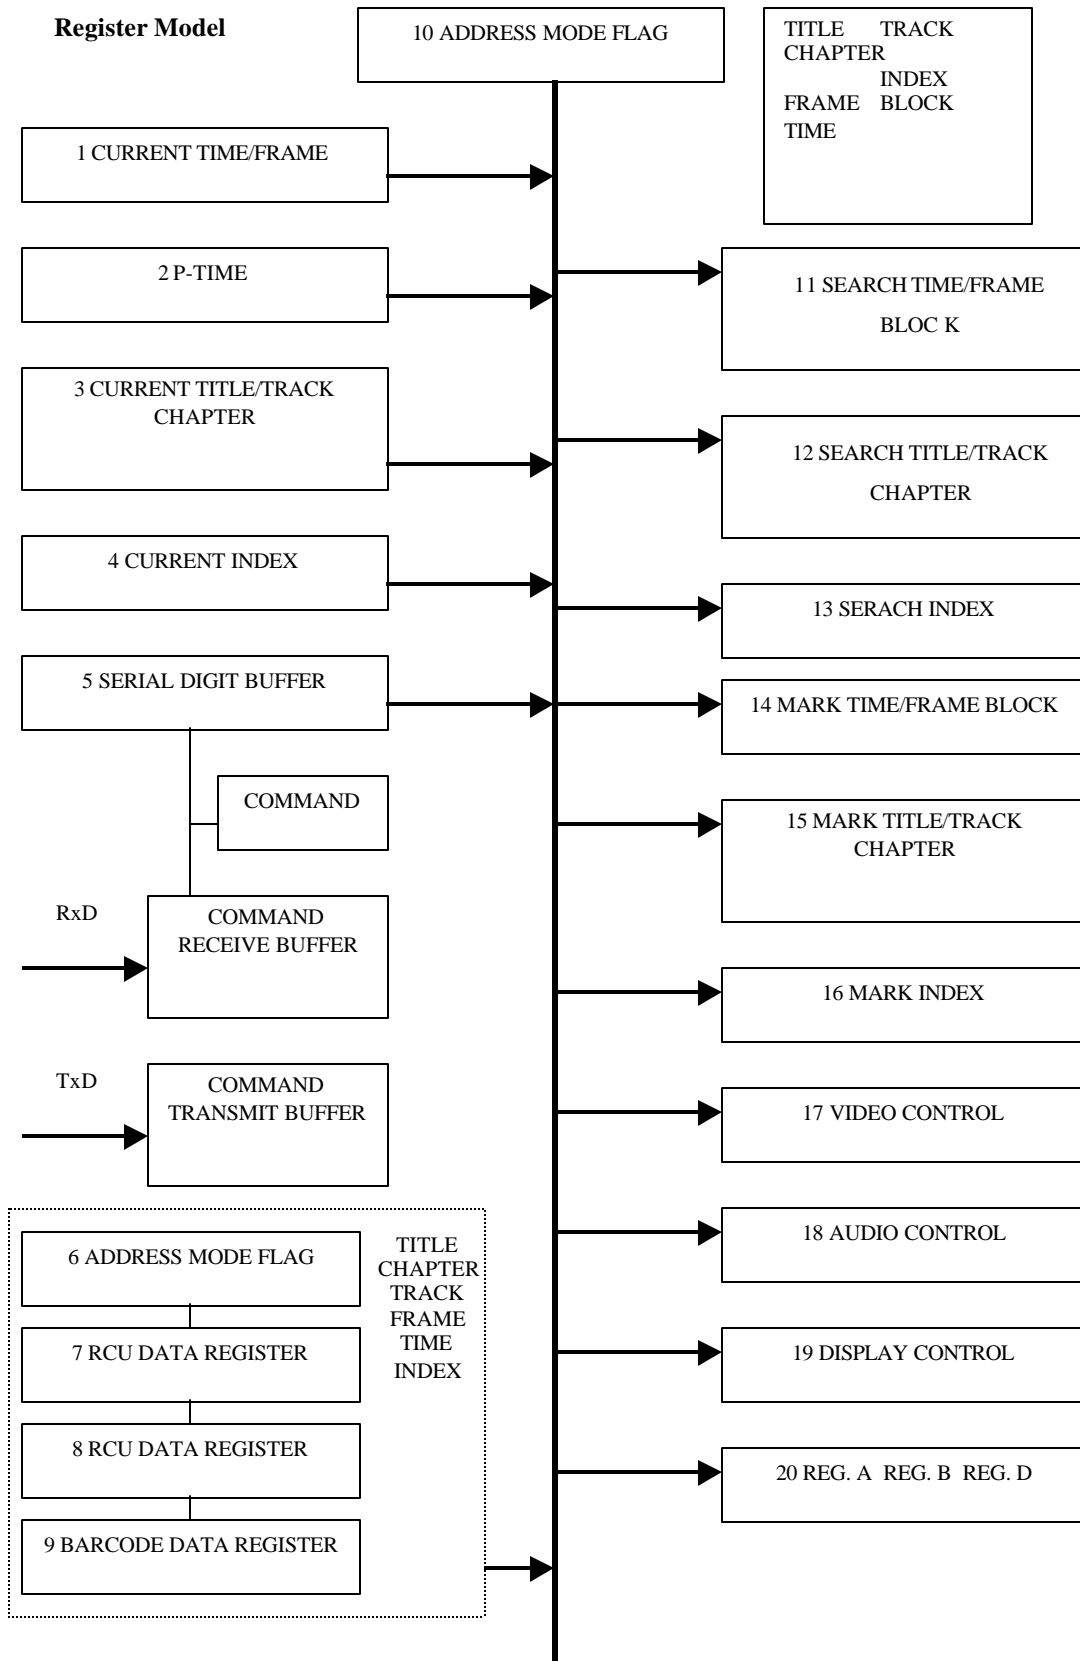 Register Model
10 ADDRESS MODE FLAG
TITLE TRACK
CHAPTER
INDEX
FRAME BLOCK
TIME
1 CURRENT TIME/FRAME
2 P-TIME
3 CURRENT TITLE/TRACK
CHAPTER
4 CURRENT INDEX
5 SERIAL DIGIT BUFFER
COMMAND
RxD
COMMAND
RECEIVE BUFFER
TxD
COMMAND
TRANSMIT BUFFER
6 ADDRESS MODE FLAG
7 RCU DATA REGISTER
8 RCU DATA REGISTER
9 BARCODE DATA REGISTER
TITLE
CHAPTER
TRACK
FRAME
TIME
INDEX
11 SEARCH TIME/FRAME
BLOC K
12 SEARCH TITLE/TRACK
CHAPTER
13 SERACH INDEX
14 MARK TIME/FRAME BLOCK
15 MARK TITLE/TRACK
CHAPTER
16 MARK INDEX
17 VIDEO CONTROL
18 AUDIO CONTROL
19 DISPLAY CONTROL
20 REG. A REG. B REG. D